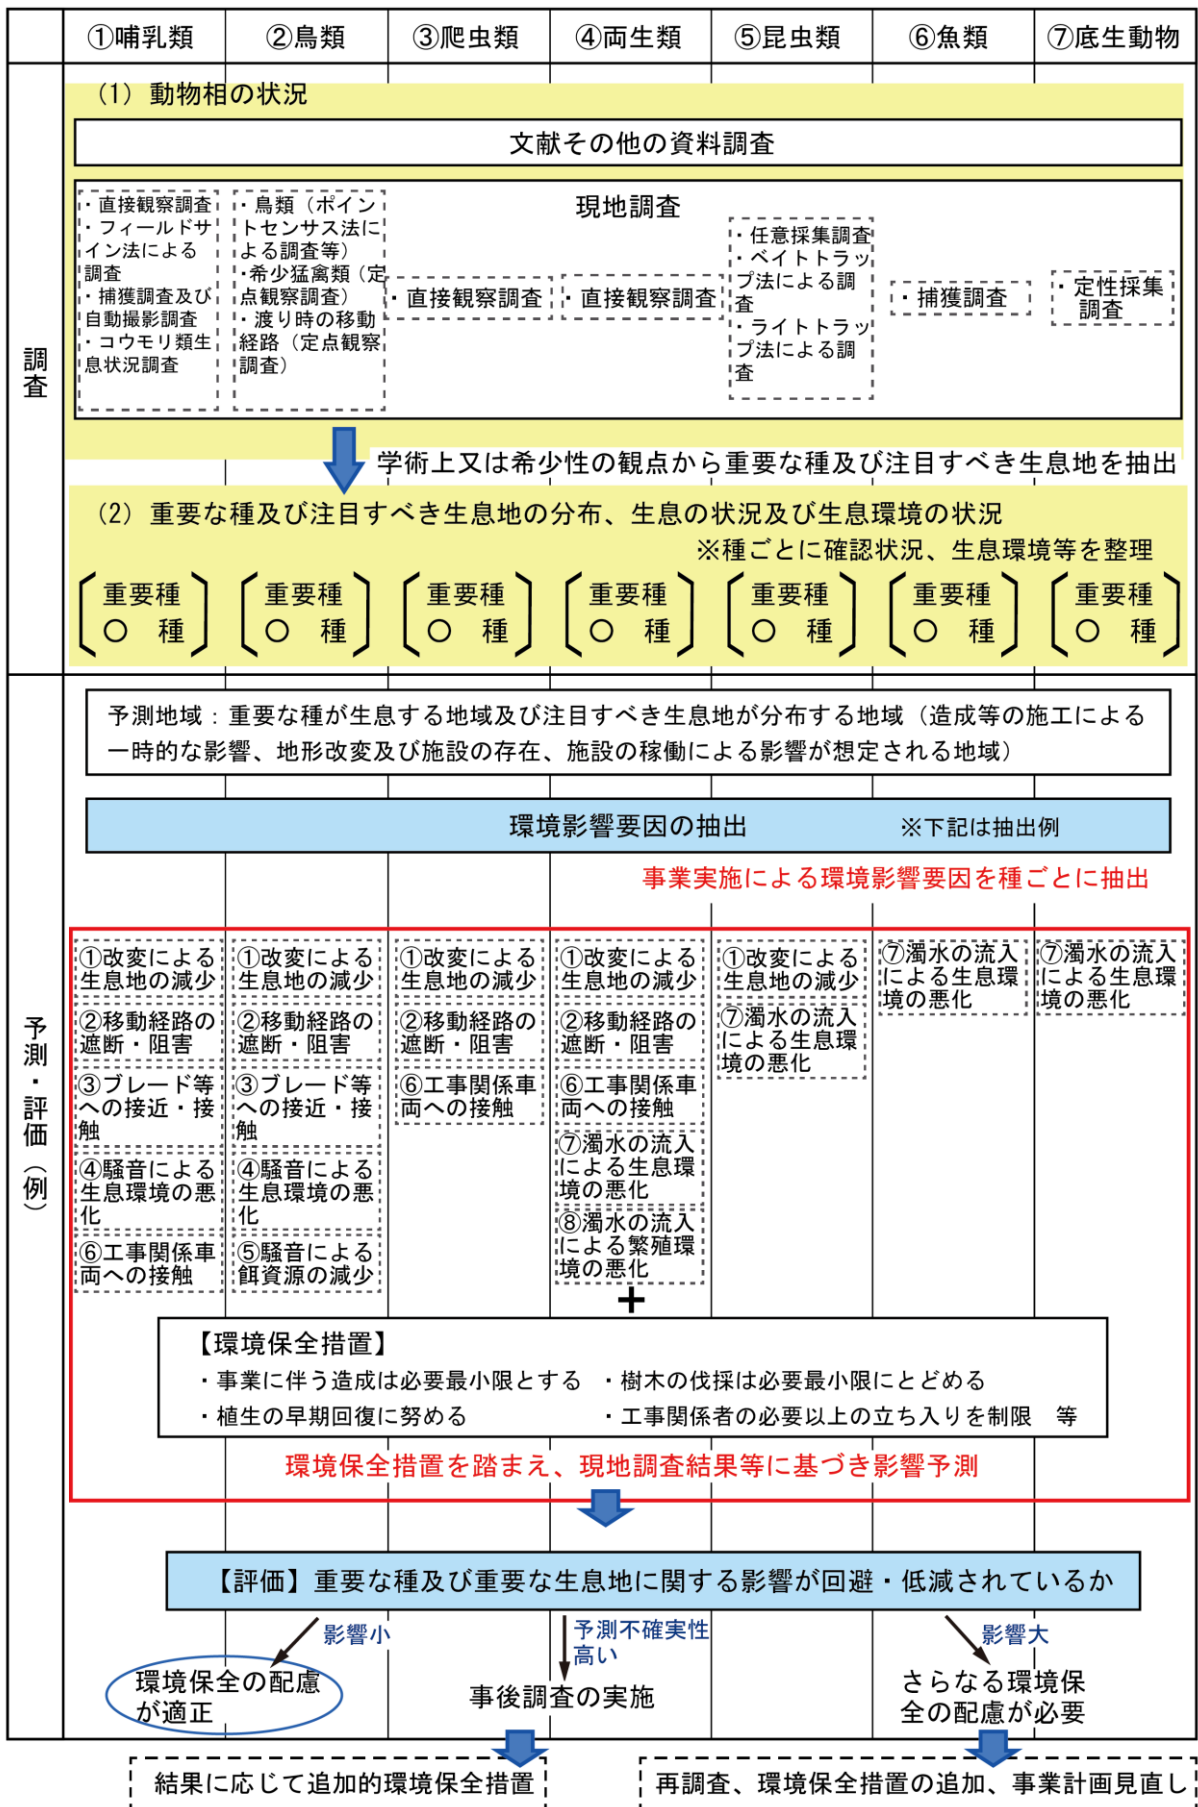 ①哺乳類
②鳥類
③爬虫類
④両生類
⑤昆虫類
⑥魚類
⑦底生動物
調査
（1）動物相の状況
文献その他の資料調査
現地調査
・直接観察調査
・フィールドサ
イン法による
調査
・捕獲調査及び
自動撮影調査
・コウモリ類生
息状況調査
・鳥類（ポイン
トセンサス法に
よる調査等）
・希少猛禽類（定
点観察調査）
・渡り時の移動
経路（定点観察
調査）
・直接観察調査
・直接観察調査
・任意採集調査
・ベイトトラッ
プ法による調
査
・ライトトラッ
プ法による調
査
・捕獲調査
・定性採集
調査
学術上又は希少性の観点から重要な種及び注目すべき生息地を抽出
（2）重要な種及び注目すべき生息地の分布、生息の状況及び生息環境の状況
※種ごとに確認状況、生息環境等を整理
重要種
○　種
重要種
○　種
重要種
○　種
重要種
○　種
重要種
○　種
重要種
○　種
重要種
○　種
予測・評価（例）
予測地域：重要な種が生息する地域及び注目すべき生息地が分布する地域（造成等の施工による
一時的な影響、地形改変及び施設の存在、施設の稼働による影響が想定される地域）
環境影響要因の抽出　※下記は抽出例
事業実施による環境影響要因を種ごとに抽出
①改変による
生息地の減少
②移動経路の
遮断・阻害
③ブレード等
への接近・接
触
④騒音による
生息環境の悪
化
⑥工事関係車
両への接触
①改変による
生息地の減少
②移動経路の
遮断・阻害
③ブレード等
への接近・接
触
④騒音による
生息環境の悪
化
⑤騒音による
餌資源の減少
①改変による
生息地の減少
②移動経路の
遮断・阻害
⑥工事関係車
両への接触
①改変による
生息地の減少
②移動経路の
遮断・阻害
⑥工事関係車
両への接触
⑦濁水の流入
による生息環
境の悪化
⑧濁水の流入
による繁殖環
境の悪化
①改変による
生息地の減少
⑦濁水の流入
による生息環
境の悪化
⑦濁水の流入
による生息環
境の悪化
⑦濁水の流入
による生息環
境の悪化
+
【環境保全措置】
・事業に伴う造成は必要最小限とする　・樹木の伐採は必要最小限にとどめる
・植生の早期回復に努める　・工事関係者の必要以上の立ち入りを制限　等
環境保全措置を踏まえ、現地調査結果等に基づき影響予測
【評価】重要な種及び重要な生息地に関する影響が回避・低減されているか
影響小
予測不確実性
高い
影響大
環境保全の配慮
が適正
事後調査の実施
さらなる環境保
全の配慮が必要
結果に応じて追加的環境保全措置
再調査、環境保全措置の追加、事業計画見直し